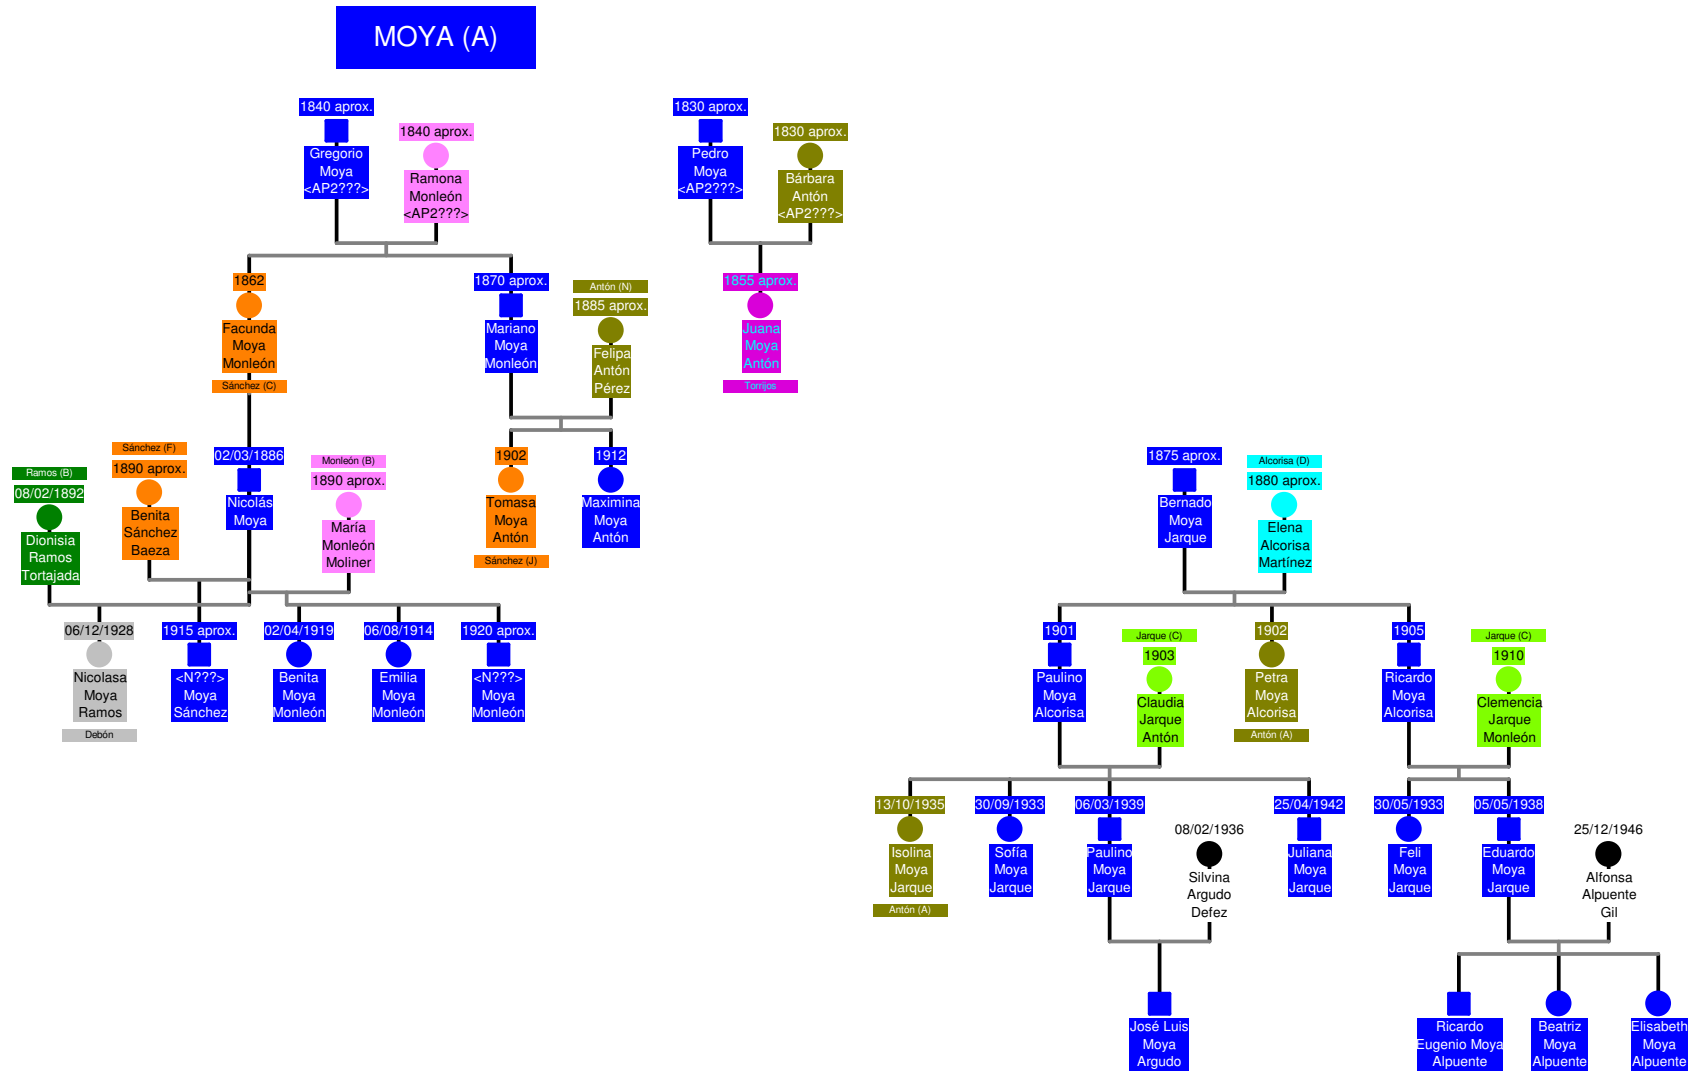 MOYA (A)
1840 aprox.
Gregorio
Moya
<AP2???>
1840 aprox.
Ramona
Monleón
<AP2???>
1830 aprox.
Pedro
Moya
<AP2???>
1830 aprox.
Bárbara
Antón
<AP2???>
1862
Facunda
Moya
Monleón
Sánchez (C)
1870 aprox.
Mariano
Moya
Monleón
Antón (N)
1885 aprox.
Felipa
Antón
Pérez
1855 aprox.
Juana
Moya
Antón
Torrijos
Ramos (B)
08/02/1892
Dionisia
Ramos
Tortajada
Sánchez (F)
1890 aprox.
Benita
Sánchez
Baeza
02/03/1886
Nicolás
Moya
Monleón (B)
1890 aprox.
María
Monleón
Moliner
1902
Tomasa
Moya
Antón
Sánchez (J)
1912
Maximina
Moya
Antón
1875 aprox.
Bernado
Moya
Jarque
Alcorisa (D)
1880 aprox.
Elena
Alcorisa
Martínez
06/12/1928
Nicolasa
Moya
Ramos
Debón
1915 aprox.
<N???>
Moya
Sánchez
02/04/1919
Benita
Moya
Monleón
06/08/1914
Emilia
Moya
Monleón
1920 aprox.
<N???>
Moya
Monleón
1901
Paulino
Moya
Alcorisa
Jarque (C)
1903
Claudia
Jarque
Antón
1902
Petra
Moya
Alcorisa
Antón (A)
1905
Ricardo
Moya
Alcorisa
Jarque (C)
1910
Clemencia
Jarque
Monleón
13/10/1935
Isolina
Moya
Jarque
Antón (A)
30/09/1933
Sofía
Moya
Jarque
06/03/1939
Paulino
Moya
Jarque
08/02/1936
Silvina
Argudo
Defez
25/04/1942
Juliana
Moya
Jarque
30/05/1933
Feli
Moya
Jarque
05/05/1938
Eduardo
Moya
Jarque
25/12/1946
Alfonsa
Alpuente
Gil
José Luis
Moya
Argudo
Ricardo
Eugenio Moya
Alpuente
Beatriz
Moya
Alpuente
Elisabeth
Moya
Alpuente